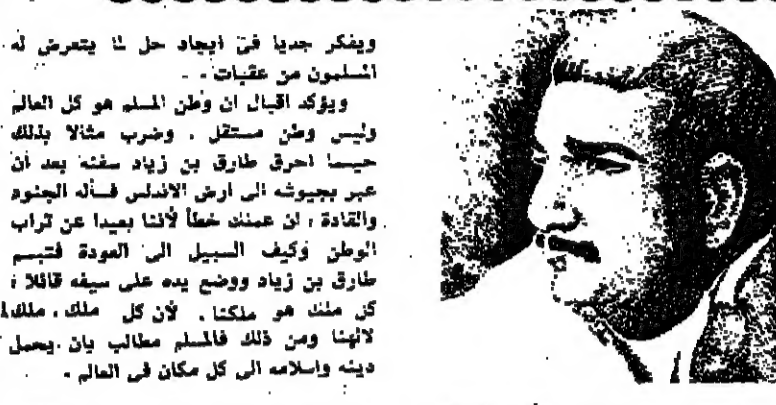 ويفكر جديا فى ايجاد حل لما يتعرض له
المسلمون من عقبات . .
ويؤكد اقبال ان وطن المسلم هو كل العالم
وليس وطن مستقل . وضرب مثالا بذلك
حينما احرق طارق بن زياد سفنه بعد أن
عبر بجيوشه الى ارض الاندلس فسأله الجنود
والقادة ، ان عملك خطأ لأننا بعيدا عن تراب
الوطن وكيف السبيل الى العودة فتبسم
طارق بن زياد ووضع يده على سيفه قائلا :
كل ملك هو ملكنا . لأن كل ملك ، ملك
لالهنا ومن ذلك فالمسلم مطالب بان يحمل
دينه واسلامه الى كل مكان فى العالم .